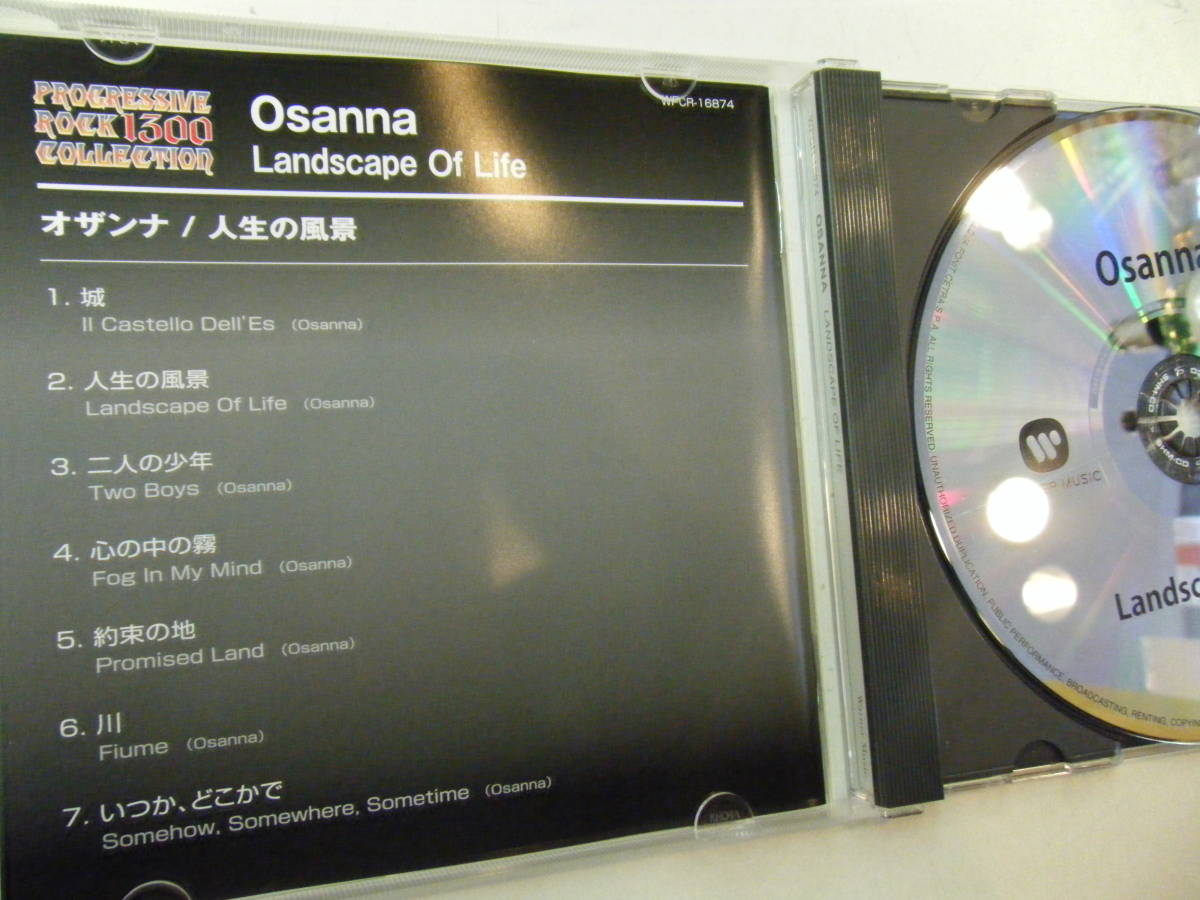 PROGRESSIVE
ROCK 1300
COLLECTION
Osanna
Landscape Of Life
WPCR-16874
オザンナ / 人生の風景
1. 城
Il Castello Dell'Es (Osanna)
2. 人生の風景
Landscape Of Life (Osanna)
3. 二人の少年
Two Boys (Osanna)
4. 心の中の霧
Fog In My Mind (Osanna)
5. 約束の地
Promised Land (Osanna)
6. 川
Fiume (Osanna)
7. いつか、どこかで
Somehow, Somewhere, Sometime (Osanna)
OSANNA LANDSCAPE OF LIFE
Osanna
MUSIC
Landsc
ALL RIGHTS RESERVED. UNAUTHORIZED DUPLICATION, PUBLIC PERFORMANCE, BROADCASTING, RENTING, COPYING